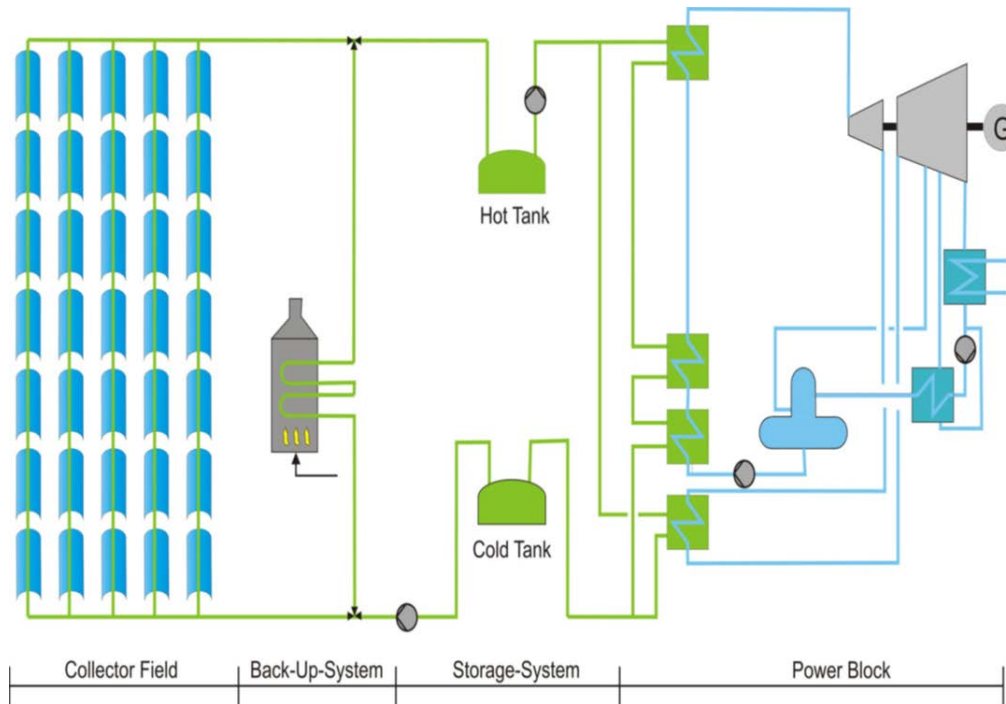 G
Hot Tank
Cold Tank
Collector Field
Back-Up-System
Storage-System
Power Block